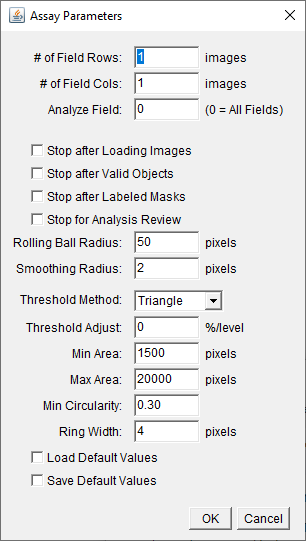 Assay Parameters
# of Field Rows: 1 images
# of Field Cols: 1 images
Analyze Field: 0 (0 = All Fields)
Stop after Loading Images
Stop after Valid Objects
Stop after Labeled Masks
Stop for Analysis Review
Rolling Ball Radius: 50 pixels
Smoothing Radius: 2 pixels
Threshold Method: Triangle
Threshold Adjust: 0 %/level
Min Area: 1500 pixels
Max Area: 20000 pixels
Min Circularity: 0.30
Ring Width: 4 pixels
Load Default Values
Save Default Values
OK Cancel